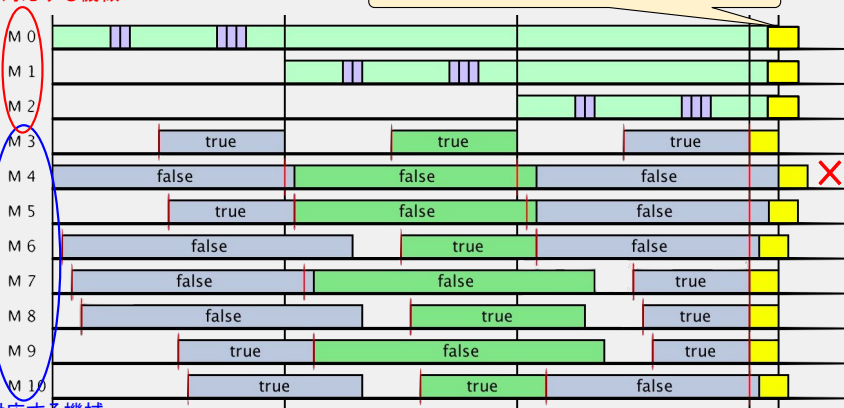 M 0
M 1
M 2
M 3 true true true
M 4 false false false
M 5 true false false
M 6 false true false
M 7 false false true
M 8 false true true
M 9 true false true
M 10 true true false